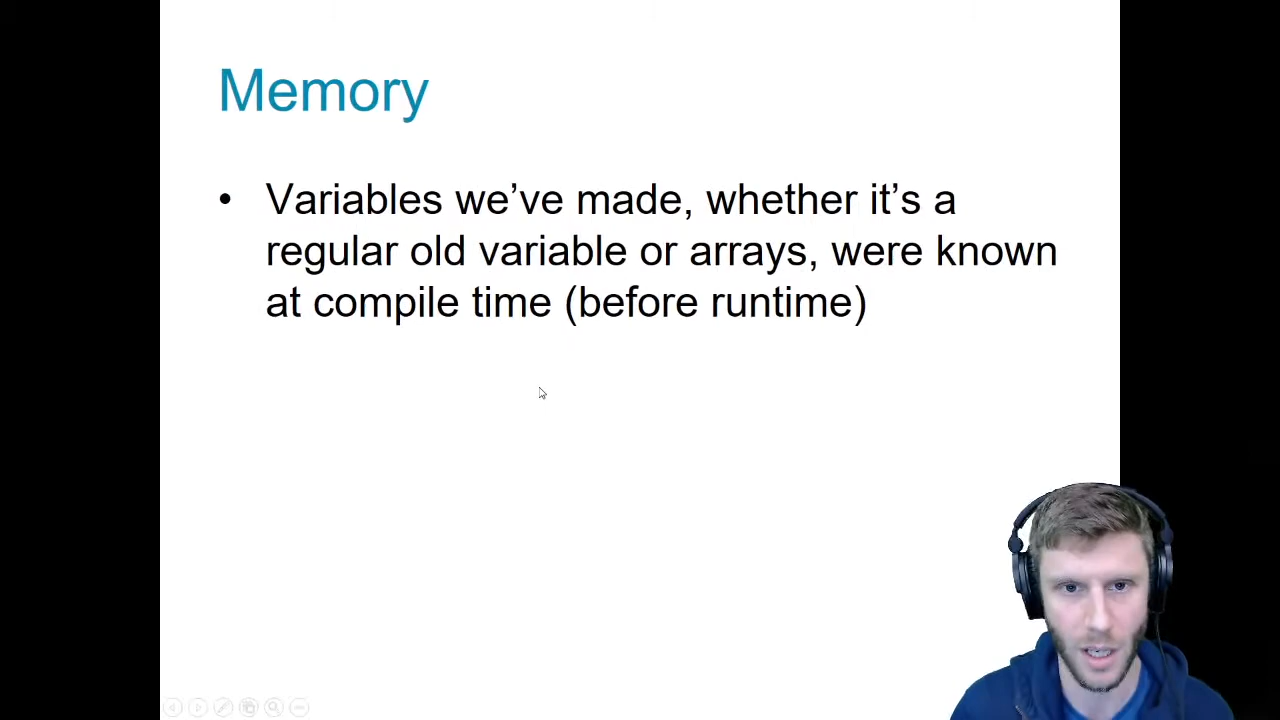 Memory
• Variables we’ve made, whether it’s a
regular old variable or arrays, were known
at compile time (before runtime)